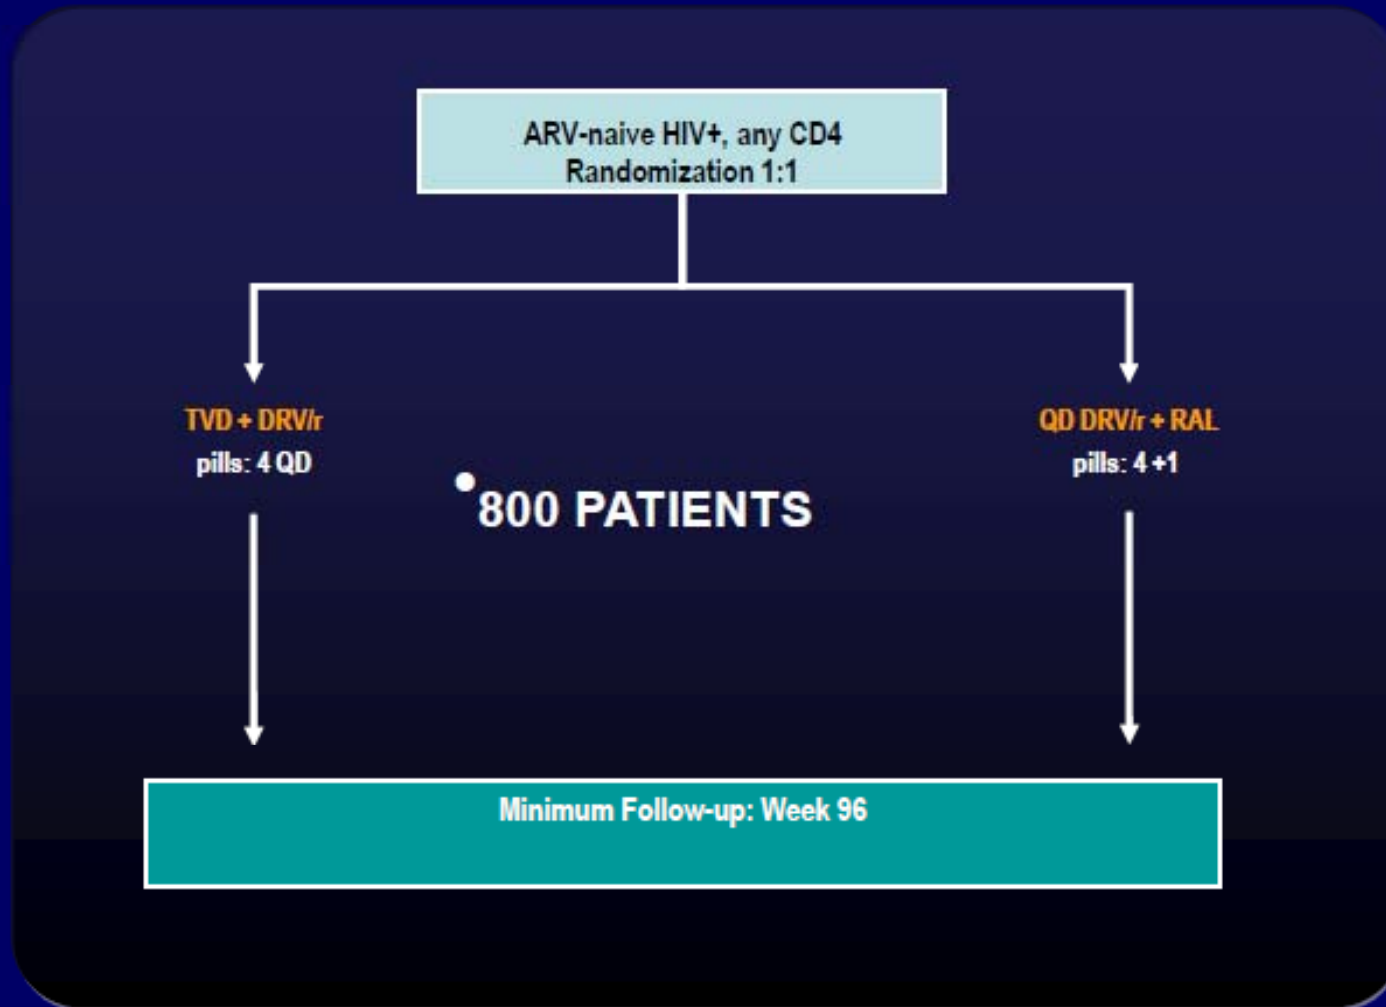 ARV-naive HIV+, any CD4
Randomization 1:1
TVD + DRV/r
pills: 4 QD
QD DRV/r + RAL
pills: 4 +1
•800 PATIENTS
Minimum Follow-up: Week 96